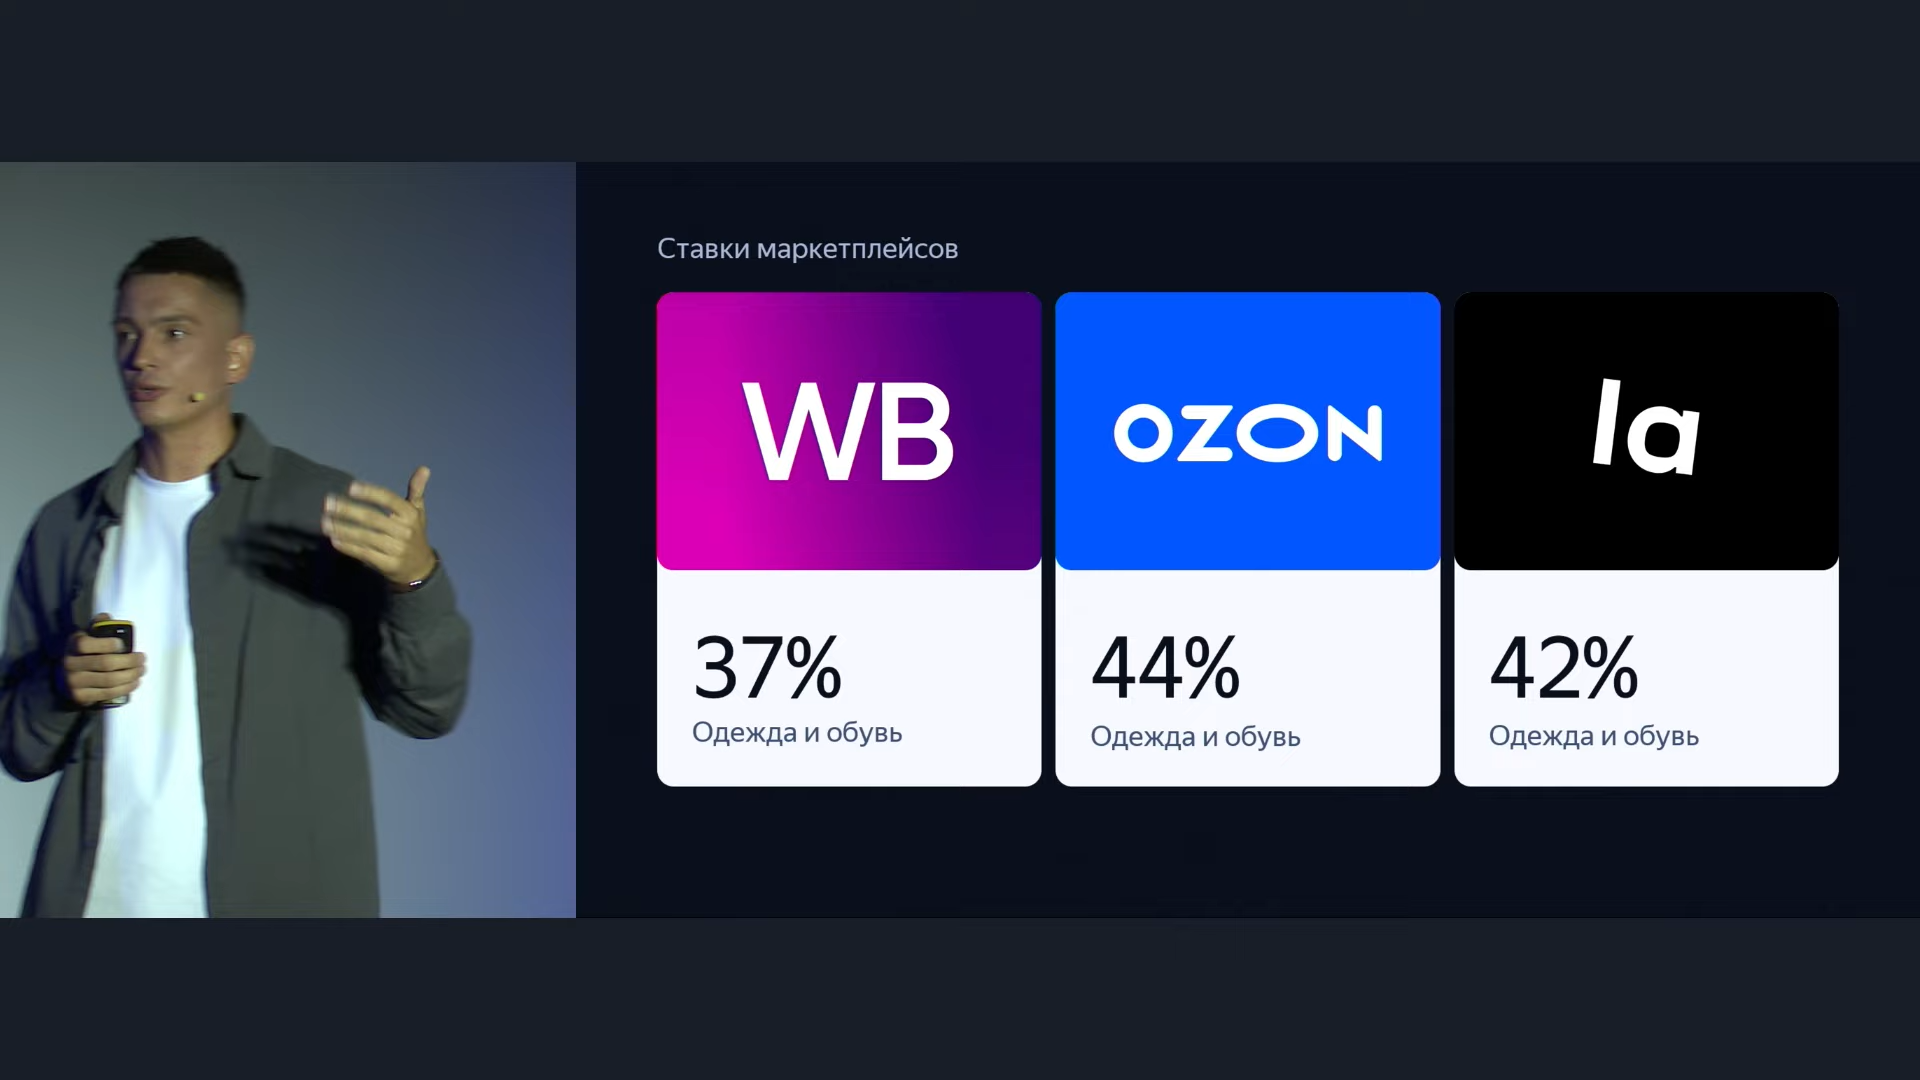 Ставки маркетплейсов
WB
OZON
la
37%
Одежда и обувь
44%
Одежда и обувь
42%
Одежда и обувь